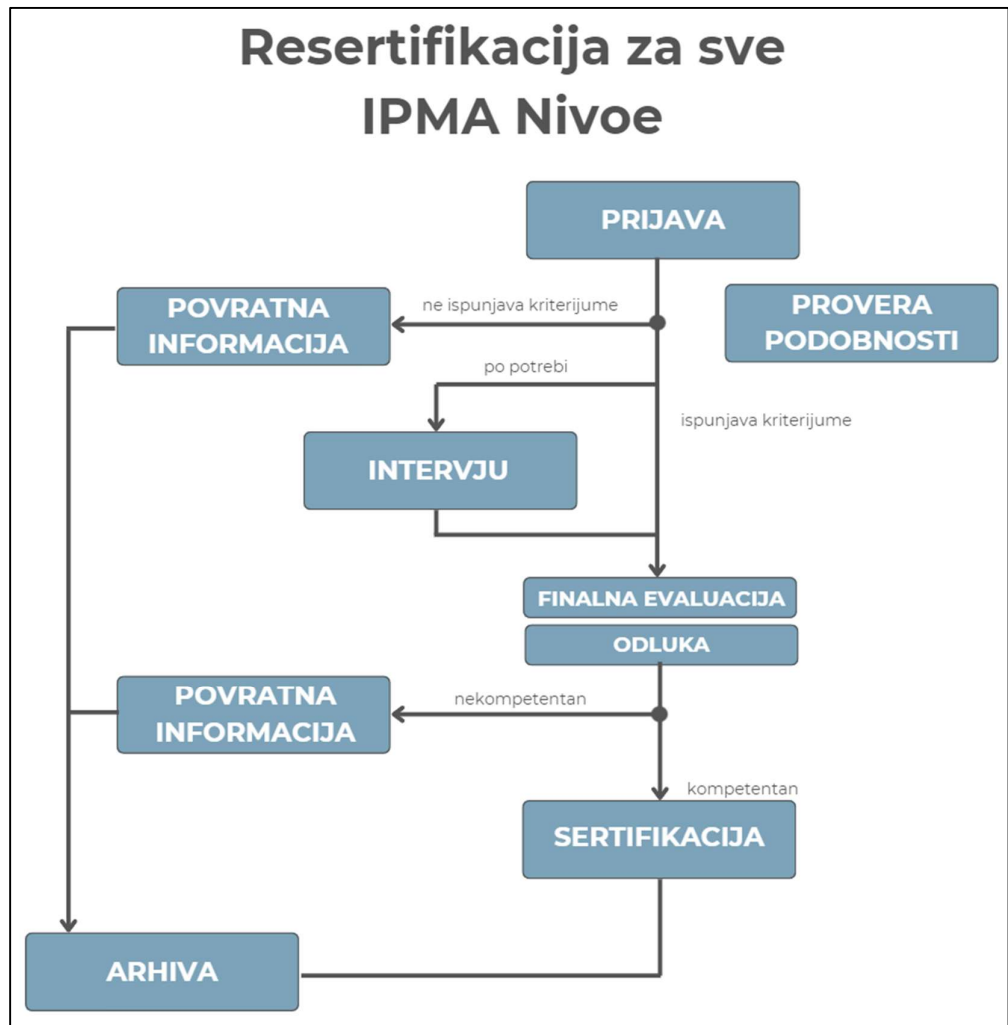 Resertifikacija za sve
IPMA Nivoe
PRIJAVA
POVRATNA
INFORMACIJA
ne ispunjava kriterijume
PROVERA
PODOBNOSTI
po potrebi
ispunjava kriterijume
INTERVJU
FINALNA EVALUACIJA
ODLUKA
POVRATNA
INFORMACIJA
nekompetentan
kompetentan
SERTIFIKACIJA
ARHIVA